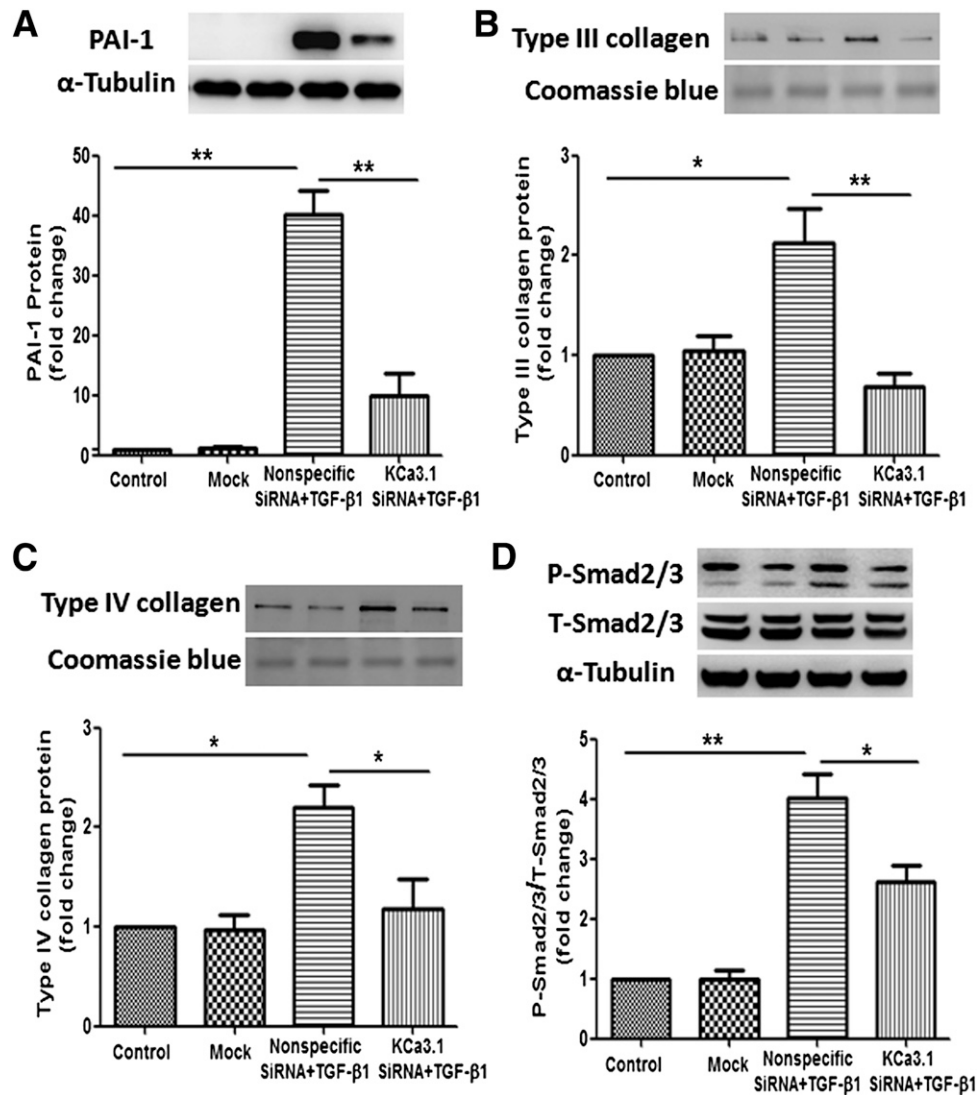 A
PAI-1
α-Tubulin
PAI-1 Protein
(fold change)
50
40
30
20
10
0
**
**
Control
Mock
Nonspecific
SiRNA+TGF-β1
KCa3.1
SiRNA+TGF-β1
B
Type III collagen
Coomassie blue
Type III collagen protein
(fold change)
3
2
1
0
*
**
Control
Mock
Nonspecific
SiRNA+TGF-β1
KCa3.1
SiRNA+TGF-β1
C
Type IV collagen
Coomassie blue
Type IV collagen protein
(fold change)
3
2
1
0
*
*
Control
Mock
Nonspecific
SiRNA+TGF-β1
KCa3.1
SiRNA+TGF-β1
D
P-Smad2/3
T-Smad2/3
α-Tubulin
P-Smad2/3/T-Smad2/3
(fold change)
5
4
3
2
1
0
**
*
Control
Mock
Nonspecific
SiRNA+TGF-β1
KCa3.1
SiRNA+TGF-β1